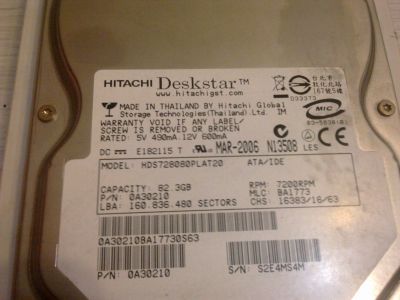 HITACHI Deskstar™
www.hitachigst.com
MADE IN THAILAND BY Hitachi Global
Storage Technologies(Thailand) Ltd. IM
WARRANTY VOID IF ANY LABEL/
SCREW IS REMOVED OR BROKEN
RATED: 5V 490mA,12V 600mA
D33373
MIC
DC E182115 T MAR-2006 N13508 LES
MODEL: HDS728080PLAT20 ATA/IDE
CAPACITY: 82.3GB RPM: 7200RPM
P/N: 0A30210 MLC: BA1773
LBA: 160,836,480 SECTORS CHS: 16383/16/63
0A30210BA17730S63
P/N: 0A30210 S/N: S2E4MS4M